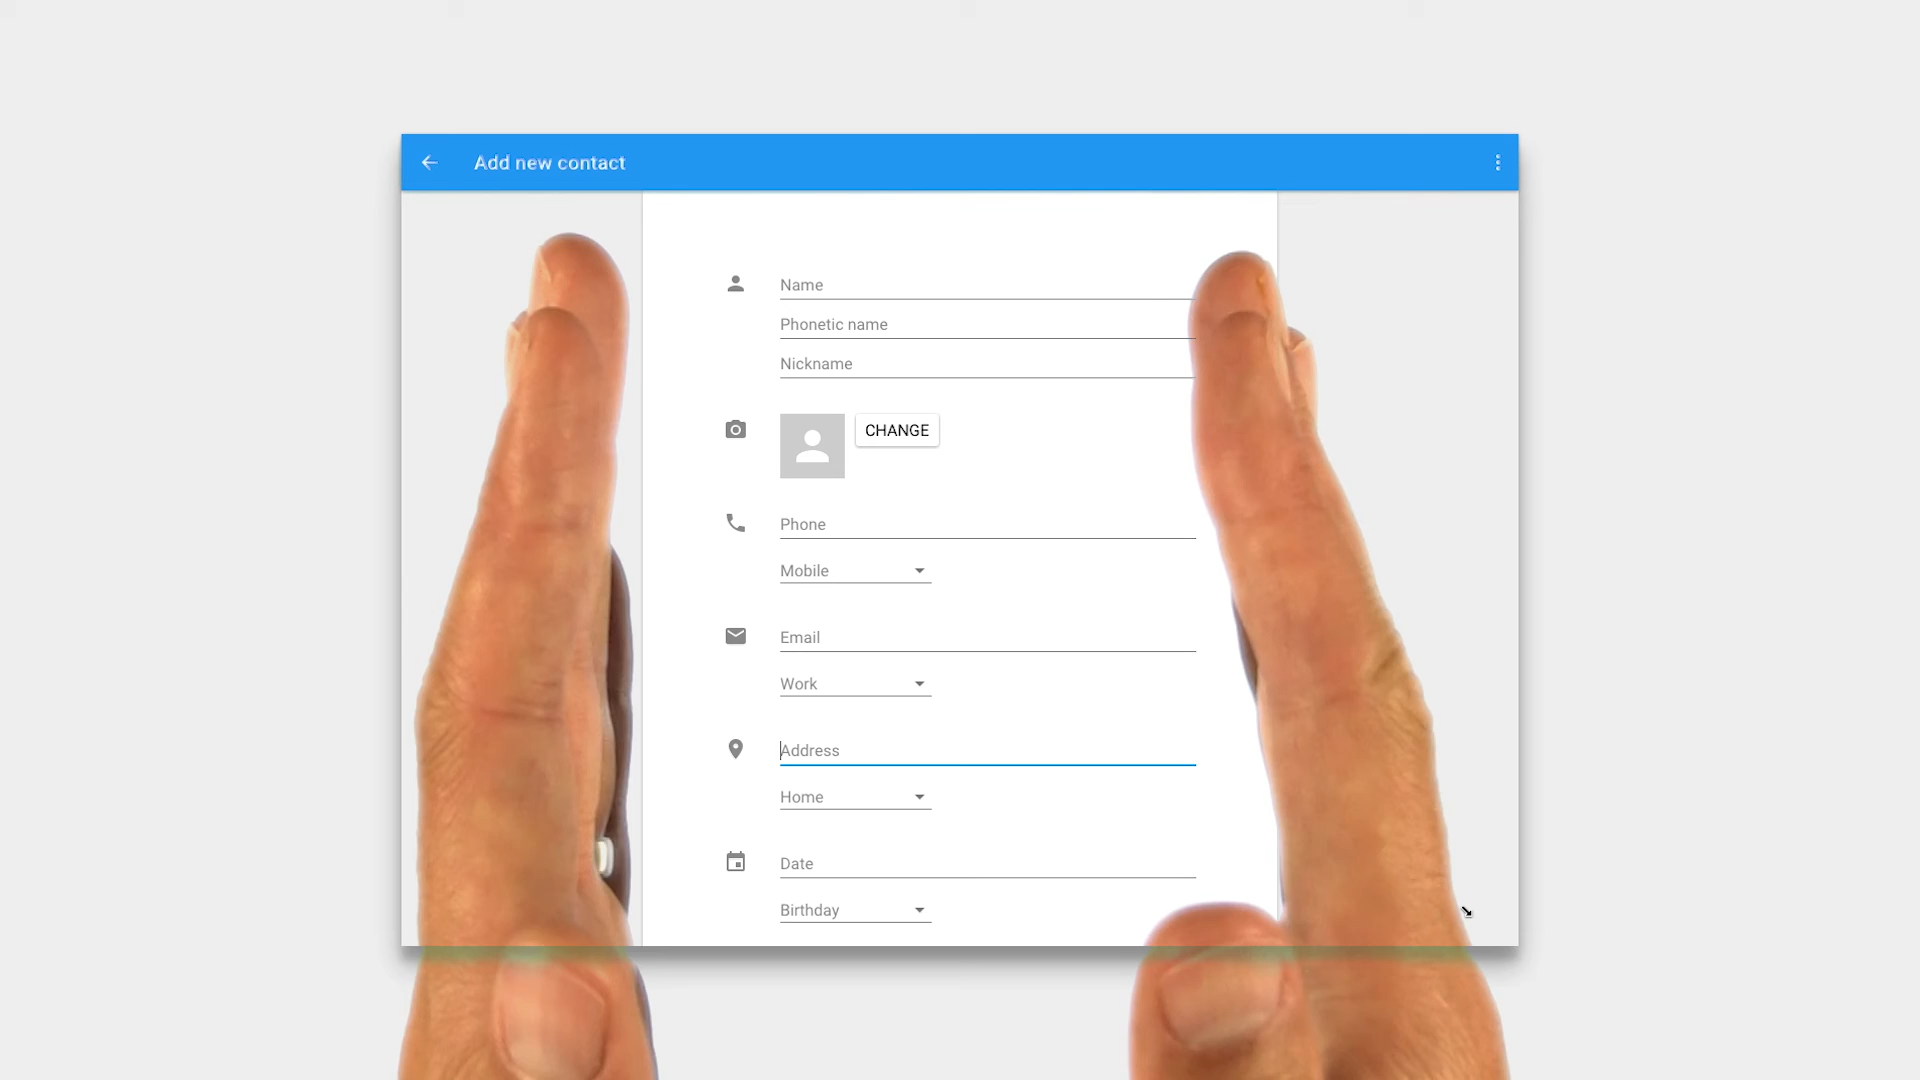 Add new contact
Name
Phonetic name
Nickname
CHANGE
Phone
Mobile
Email
Work
Address
Home
Date
Birthday